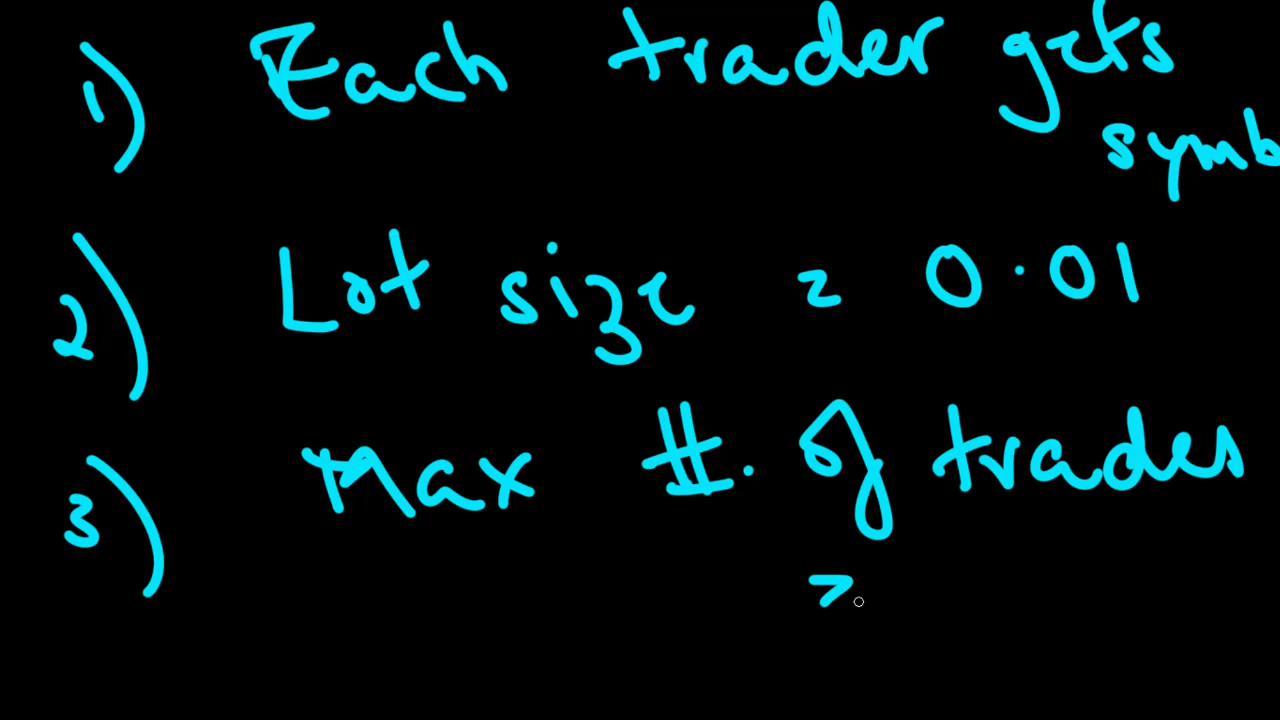 1) Each trader gets
symb
2) Lot size = 0.01
3) Max #. of trades